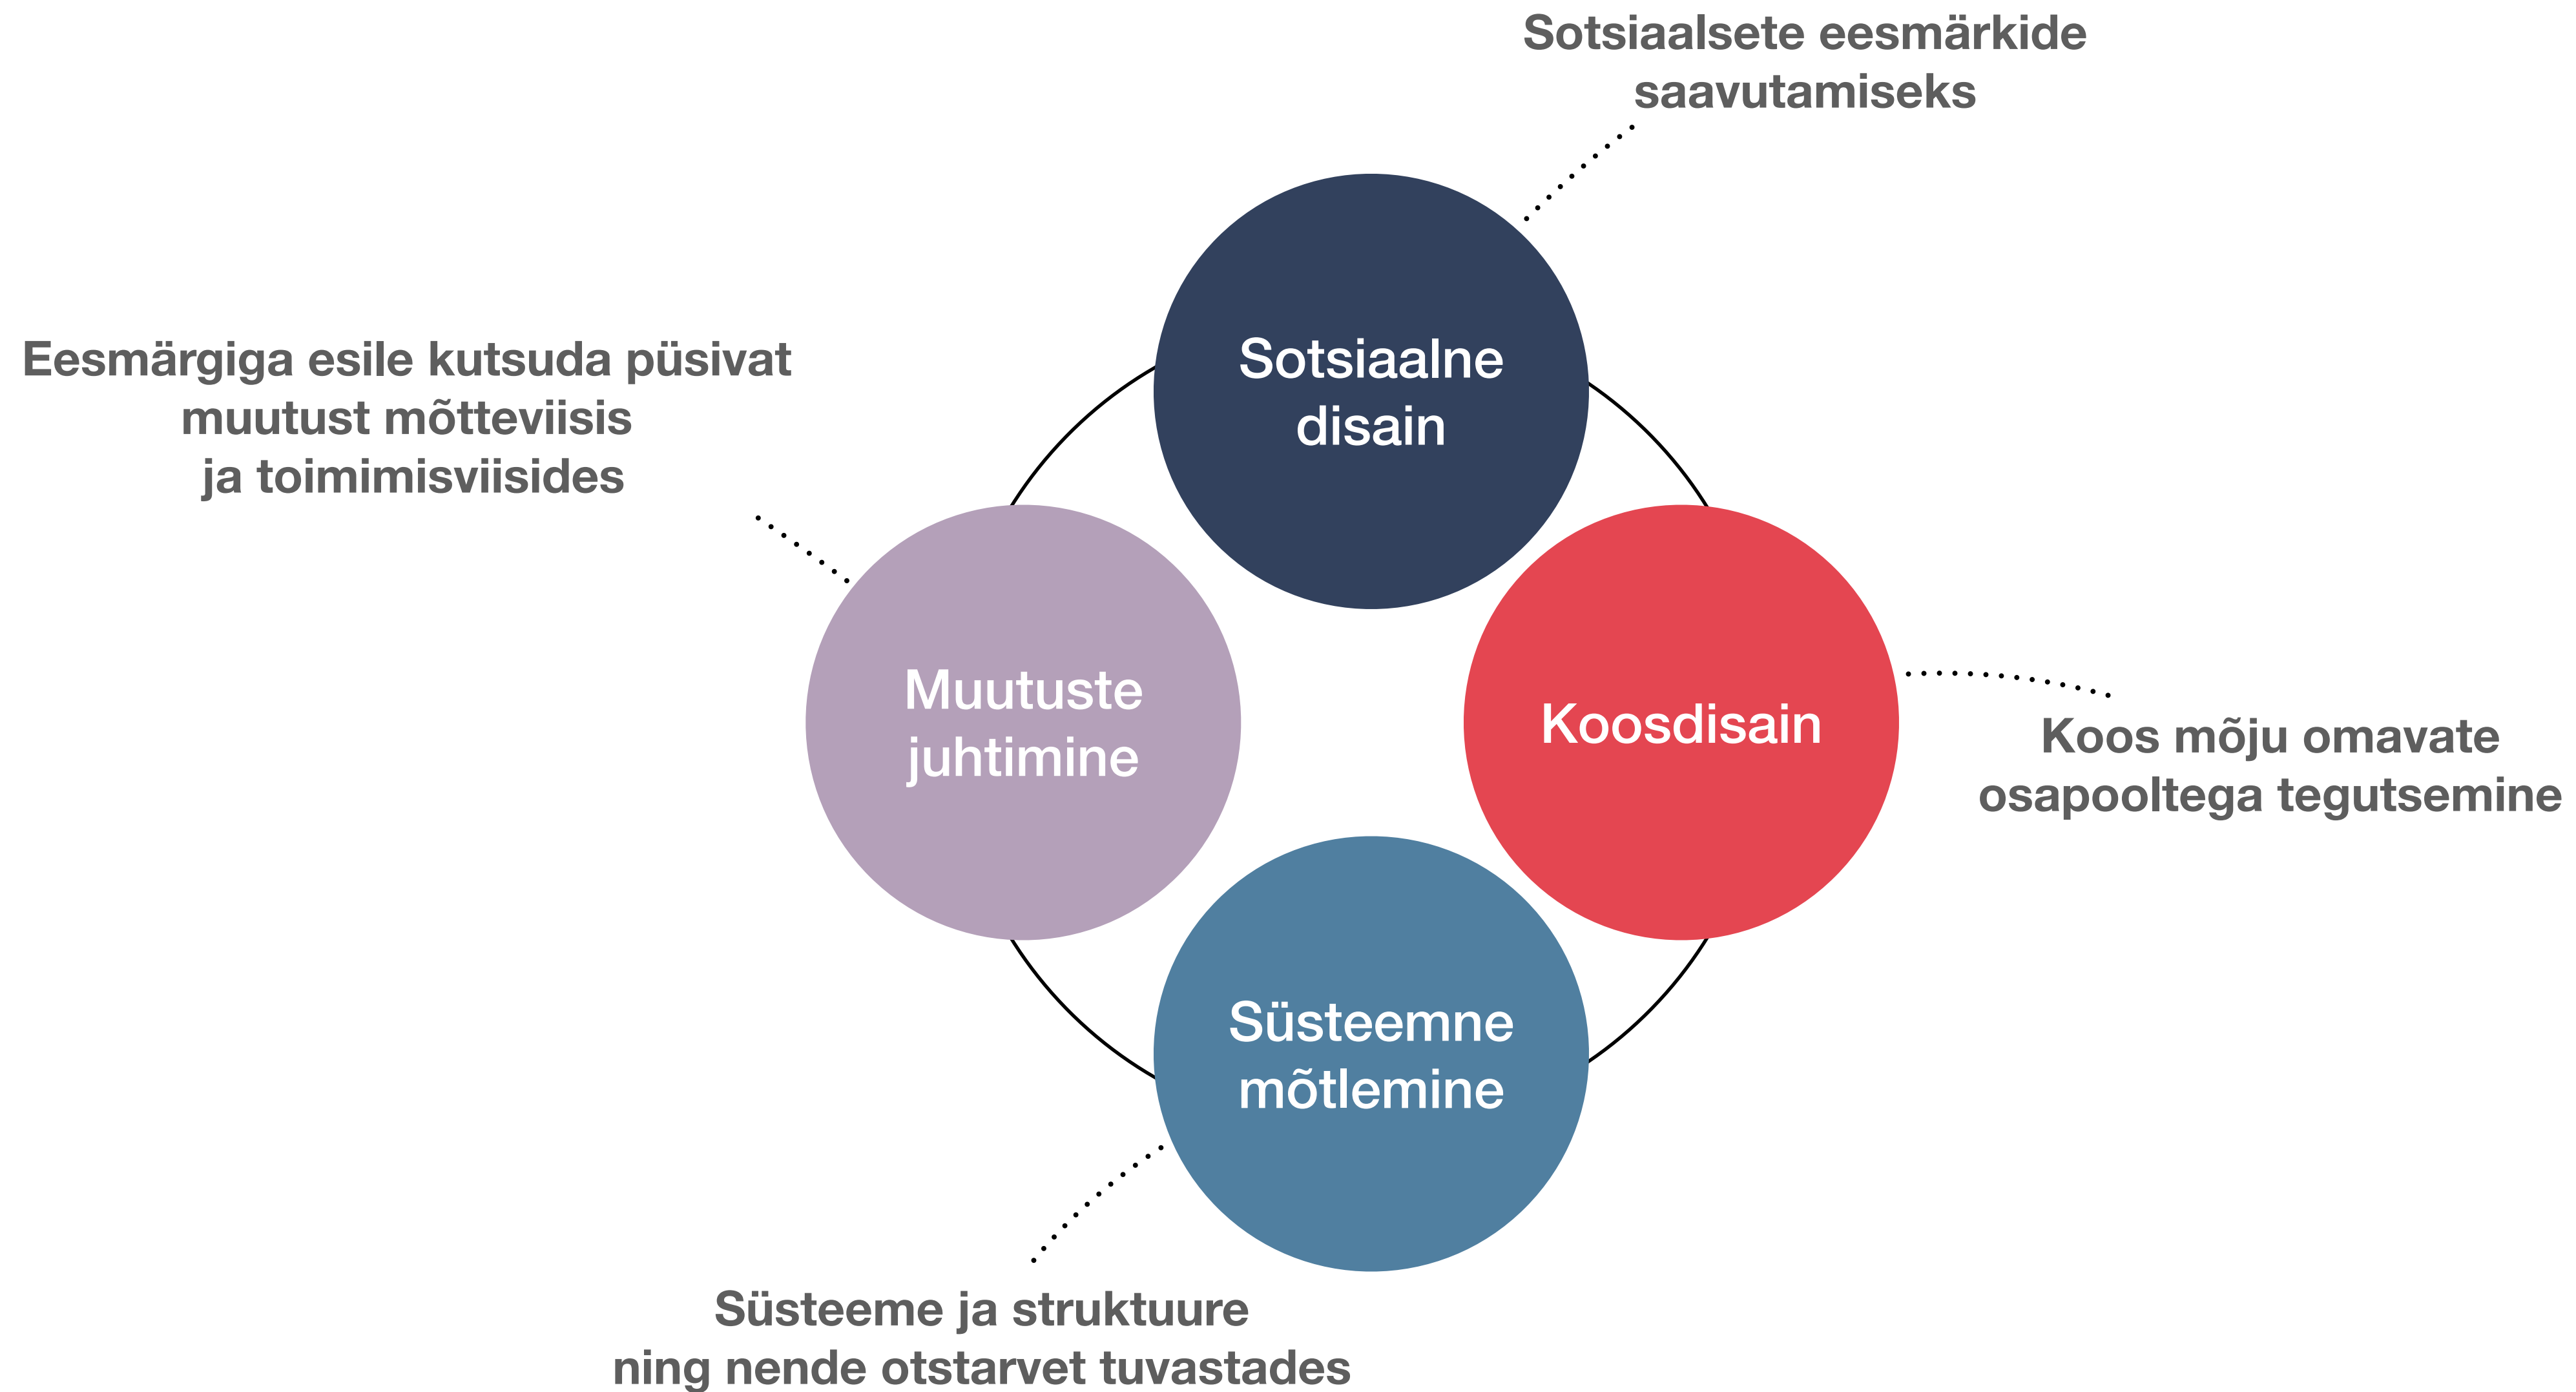 Sotsiaalsete eesmärkide
saavutamiseks
Sotsiaalne
disain
Eesmärgiga esile kutsuda püsivat
muutust mõtteviisis
ja toimimisviisides
Muutuste
juhtimine
Koosdisain
Koos mõju omavate
osapooltega tegutsemine
Süsteemne
mõtlemine
Süsteeme ja struktuure
ning nende otstarvet tuvastades